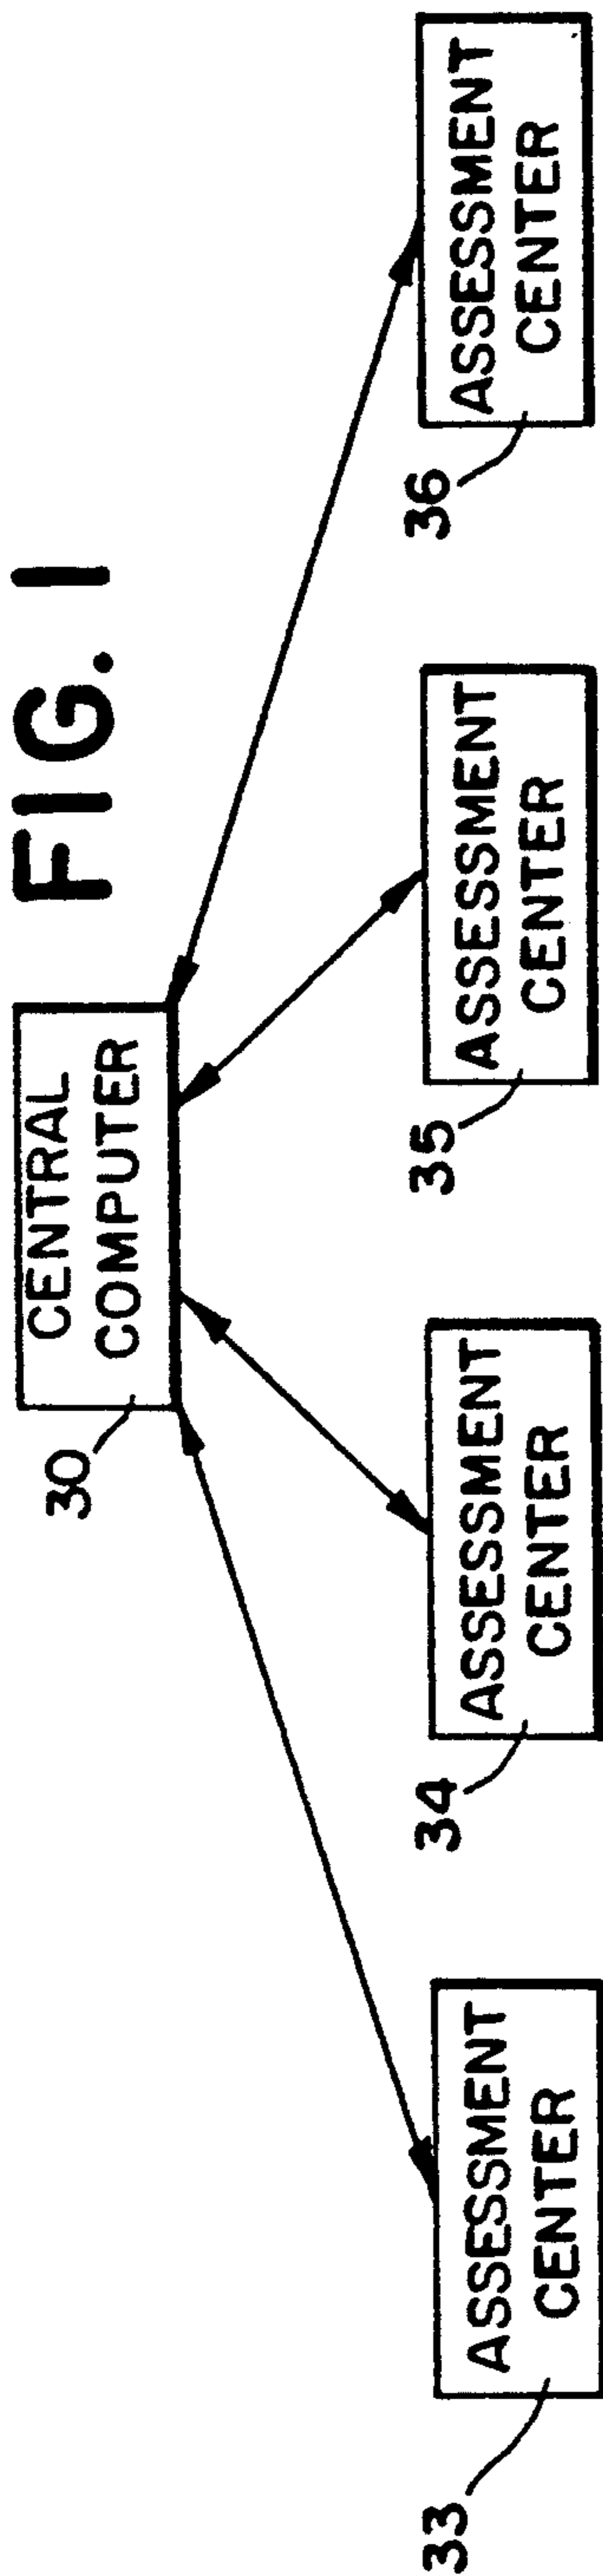 FIG. 1
CENTRAL
COMPUTER
30
ASSESSMENT
CENTER
33
ASSESSMENT
CENTER
34
ASSESSMENT
CENTER
35
ASSESSMENT
CENTER
36